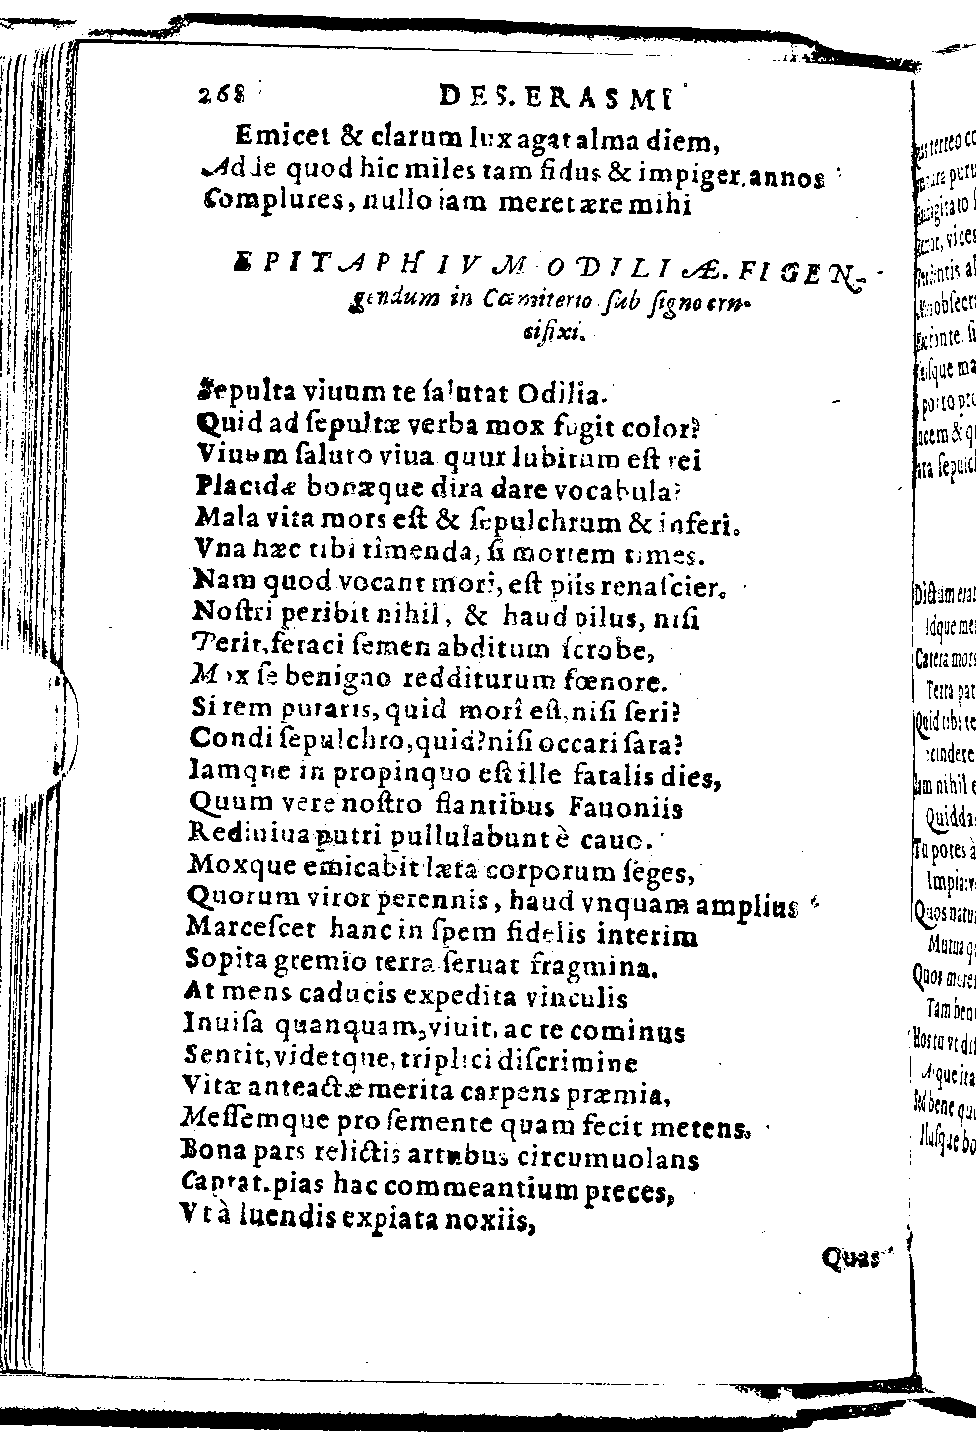 268 DES. ERASMI
Emicet & clarum lux agat alma diem,
Adde quod hic miles tam fidus & impiger, annos
Complures, nullo iam meret ære mihi
EPITAPHIVM ODILIÆ. FIGEN-
gendum in Cœmiterio sub signo cru-
cifixi.
Sepulta viuum te salutat Odilia.
Quid ad sepultæ verba mox fugit color?
Viuum saluto viua quur lubitum est rei
Placidæ bonæque dira dare vocabula?
Mala vita mors est & sepulchrum & inferi.
Vna hæc tibi timenda, si mortem times.
Nam quod vocant mori, est piis renascier.
Nostri peribit nihil, & haud pilus, nisi
Terit, feraci semen abditum scrobe,
Mox se benigno redditurum fœnore.
Si rem putaris, quid morî est, nisi seri?
Condi sepulchro, quid? nisi occari sata?
Iamque in propinquo est ille fatalis dies,
Quum vere nostro flantibus Fauoniis
Rediuiua putri pullulabunt è cauo.
Moxque emicabit læta corporum seges,
Quorum viror perennis, haud vnquam amplius
Marcescet hanc in spem fidelis interim
Sopita gremio terra seruat fragmina.
At mens caducis expedita vinculis
Inuisa quanquam, viuit, ac te cominus
Sentit, videtque, triplici discrimine
Vitæ anteactæ merita carpens præmia,
Messemque pro semente quam fecit metens.
Bona pars relictis artubus circumuolans
Captat. pias hac commeantium preces,
Vt à luendis expiata noxiis,
Quas